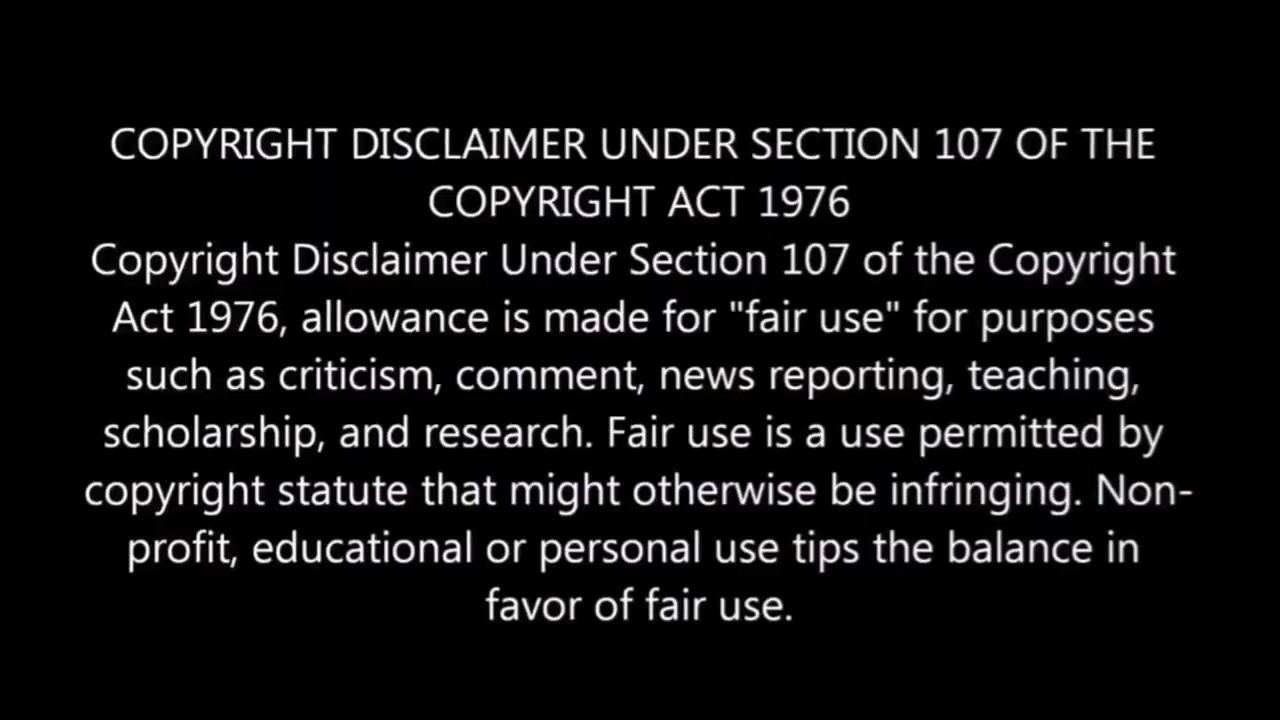 COPYRIGHT DISCLAIMER UNDER SECTION 107 OF THE
COPYRIGHT ACT 1976
Copyright Disclaimer Under Section 107 of the Copyright
Act 1976, allowance is made for "fair use" for purposes
such as criticism, comment, news reporting, teaching,
scholarship, and research. Fair use is a use permitted by
copyright statute that might otherwise be infringing. Non-
profit, educational or personal use tips the balance in
favor of fair use.